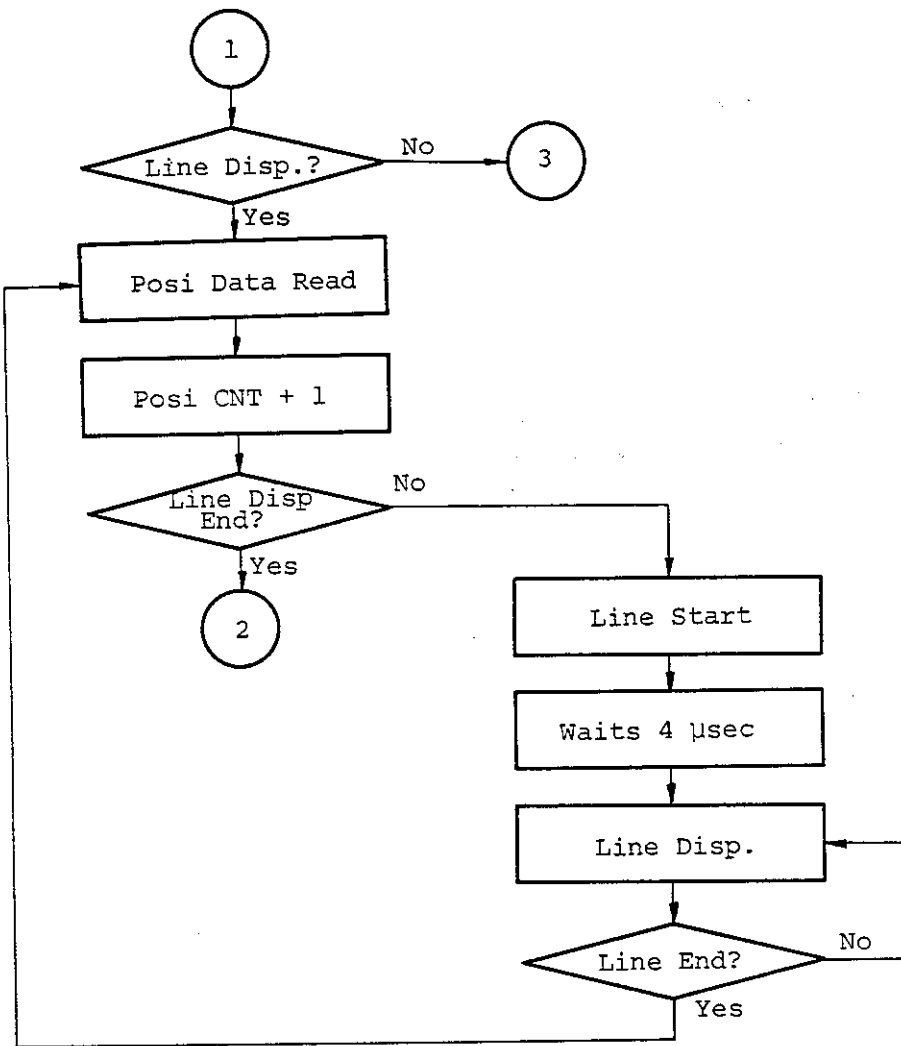 1
Line Disp.?
No
3
Yes
Posi Data Read
Posi CNT + 1
Line Disp
End?
No
Yes
2
Line Start
Waits 4 µsec
Line Disp.
Line End?
No
Yes